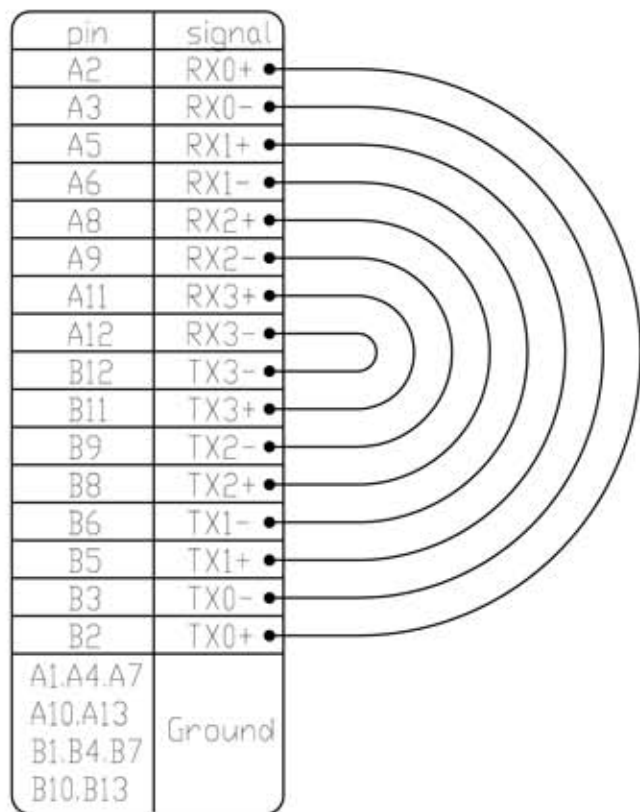 pin signal
A2 RX0+
A3 RX0-
A5 RX1+
A6 RX1-
A8 RX2+
A9 RX2-
A11 RX3+
A12 RX3-
B12 TX3-
B11 TX3+
B9 TX2-
B8 TX2+
B6 TX1-
B5 TX1+
B3 TX0-
B2 TX0+
A1.A4.A7
A10.A13
Ground
B1.B4.B7
B10.B13